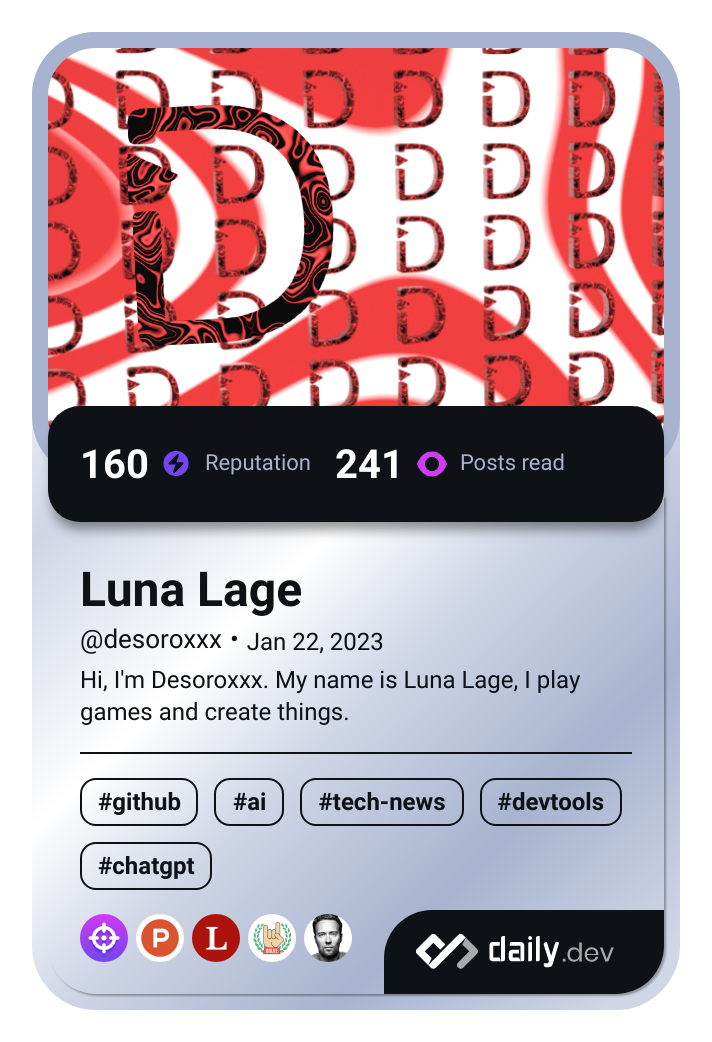 D
160 Reputation 241 Posts read
Luna Lage
@desoroxxx • Jan 22, 2023
Hi, I'm Desoroxxx. My name is Luna Lage, I play
games and create things.
#github #ai #tech-news #devtools
#chatgpt
P L
daily.dev